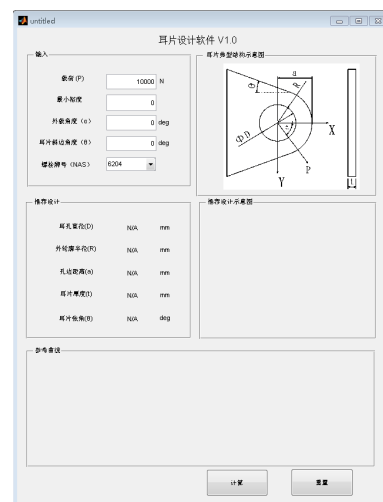 untitled
耳片设计软件 V1.0
输入
载荷 (P) 10000 N
最小裕度 0
外载角度 (α) 0 deg
耳片斜边角度 (θ) 0 deg
螺栓牌号 (NAS) 6204
耳片典型结构示意图
a
R
θ
ΦD
X
Y
P
t
推荐设计
耳孔直径(D) N/A mm
外轮廓半径(R) N/A mm
孔边距离(a) N/A mm
耳片厚度(t) N/A mm
耳片张角(θ) N/A deg
推荐设计示意图
参考曲线
计算
重置